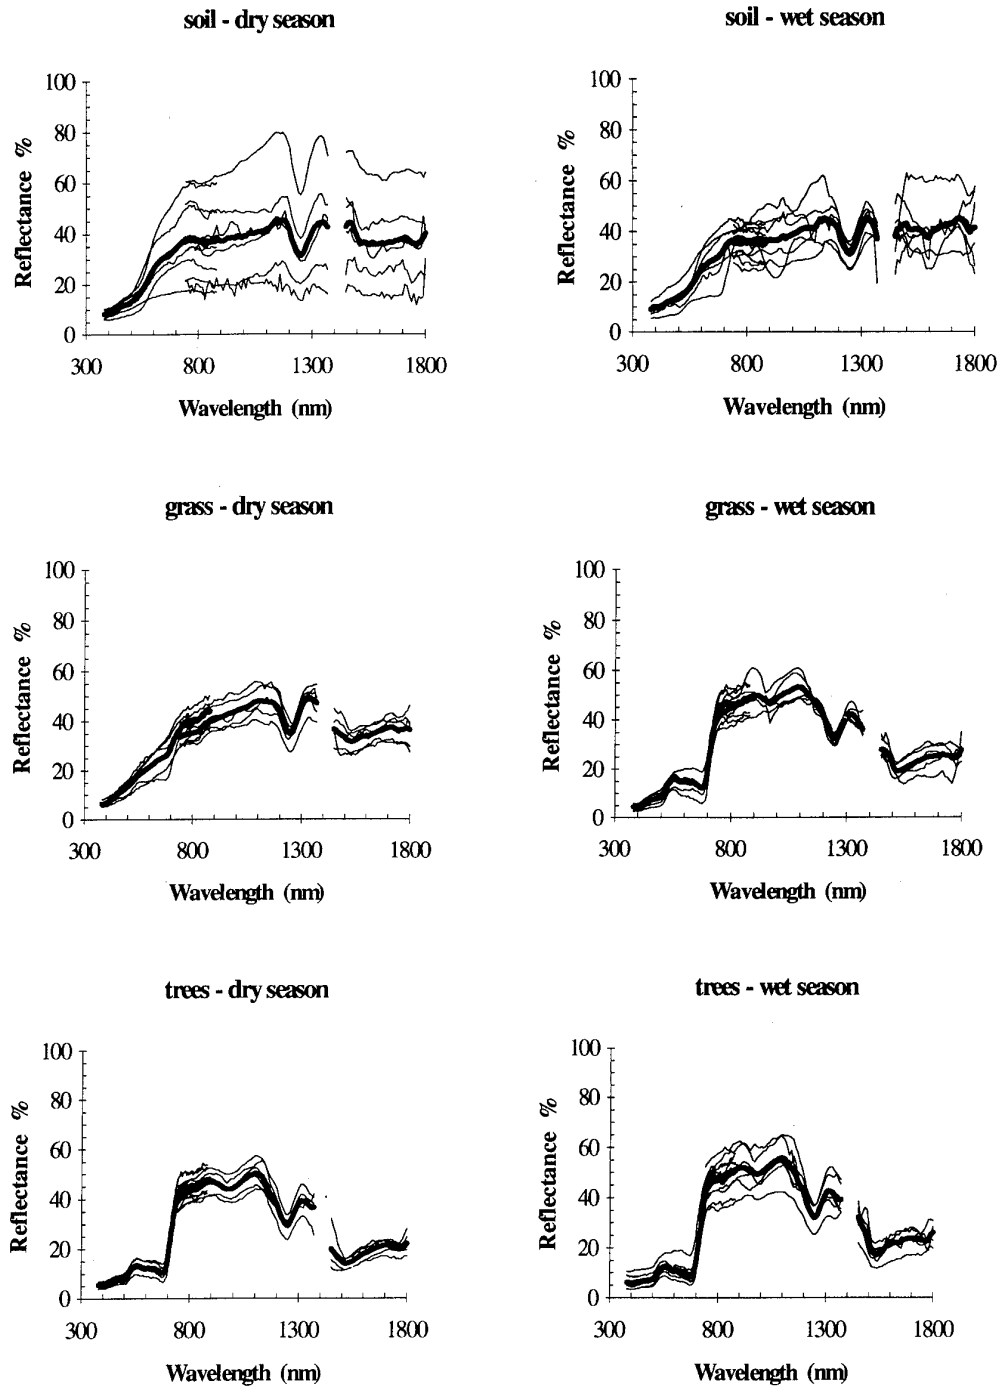 soil - dry season
soil - wet season
100
80
60
40
20
0
Reflectance %
300 800 1300 1800
Wavelength (nm)
100
80
60
40
20
0
Reflectance %
300 800 1300 1800
Wavelength (nm)
grass - dry season
grass - wet season
100
80
60
40
20
0
Reflectance %
300 800 1300 1800
Wavelength (nm)
100
80
60
40
20
0
Reflectance %
300 800 1300 1800
Wavelength (nm)
trees - dry season
trees - wet season
100
80
60
40
20
0
Reflectance %
300 800 1300 1800
Wavelength (nm)
100
80
60
40
20
0
Reflectance %
300 800 1300 1800
Wavelength (nm)